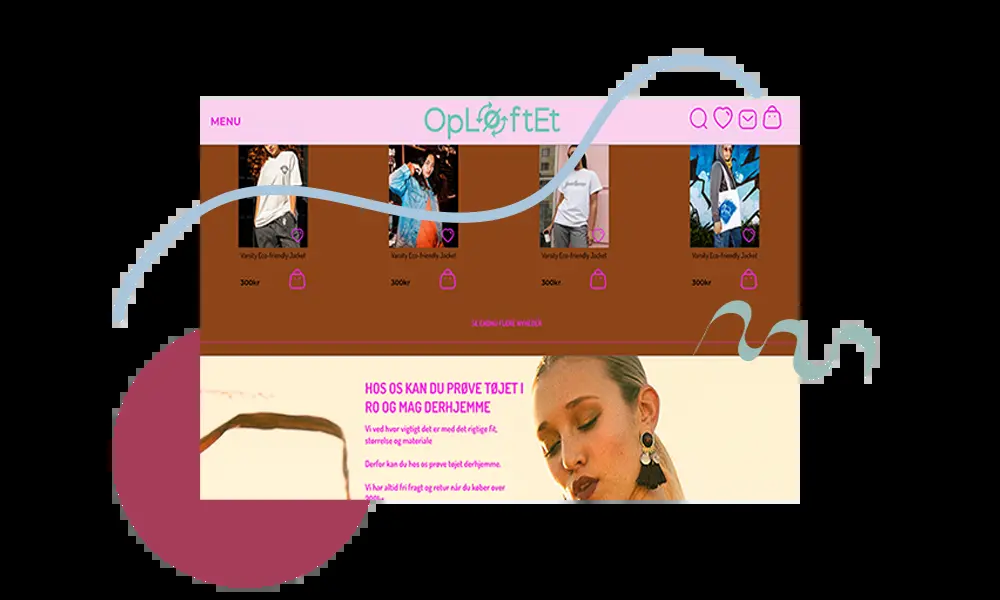 MENU
OpLØftEt
Varsity Eco-friendly Jacket
Varsity Eco-friendly Jacket
Varsity Eco-friendly Jacket
Varsity Eco-friendly Jacket
300kr
300kr
300kr
300kr
SE ENDNU FLERE NYHEDER
HOS OS KAN DU PRØVE TØJET I
RO OG MAG DERHJEMME
Vi ved hvor vigtigt det er med det rigtige fit,
størrelse og materiale
Derfor kan du hos os prøve tøjet derhjemme.
Vi har altid fri fragt og retur når du køber over